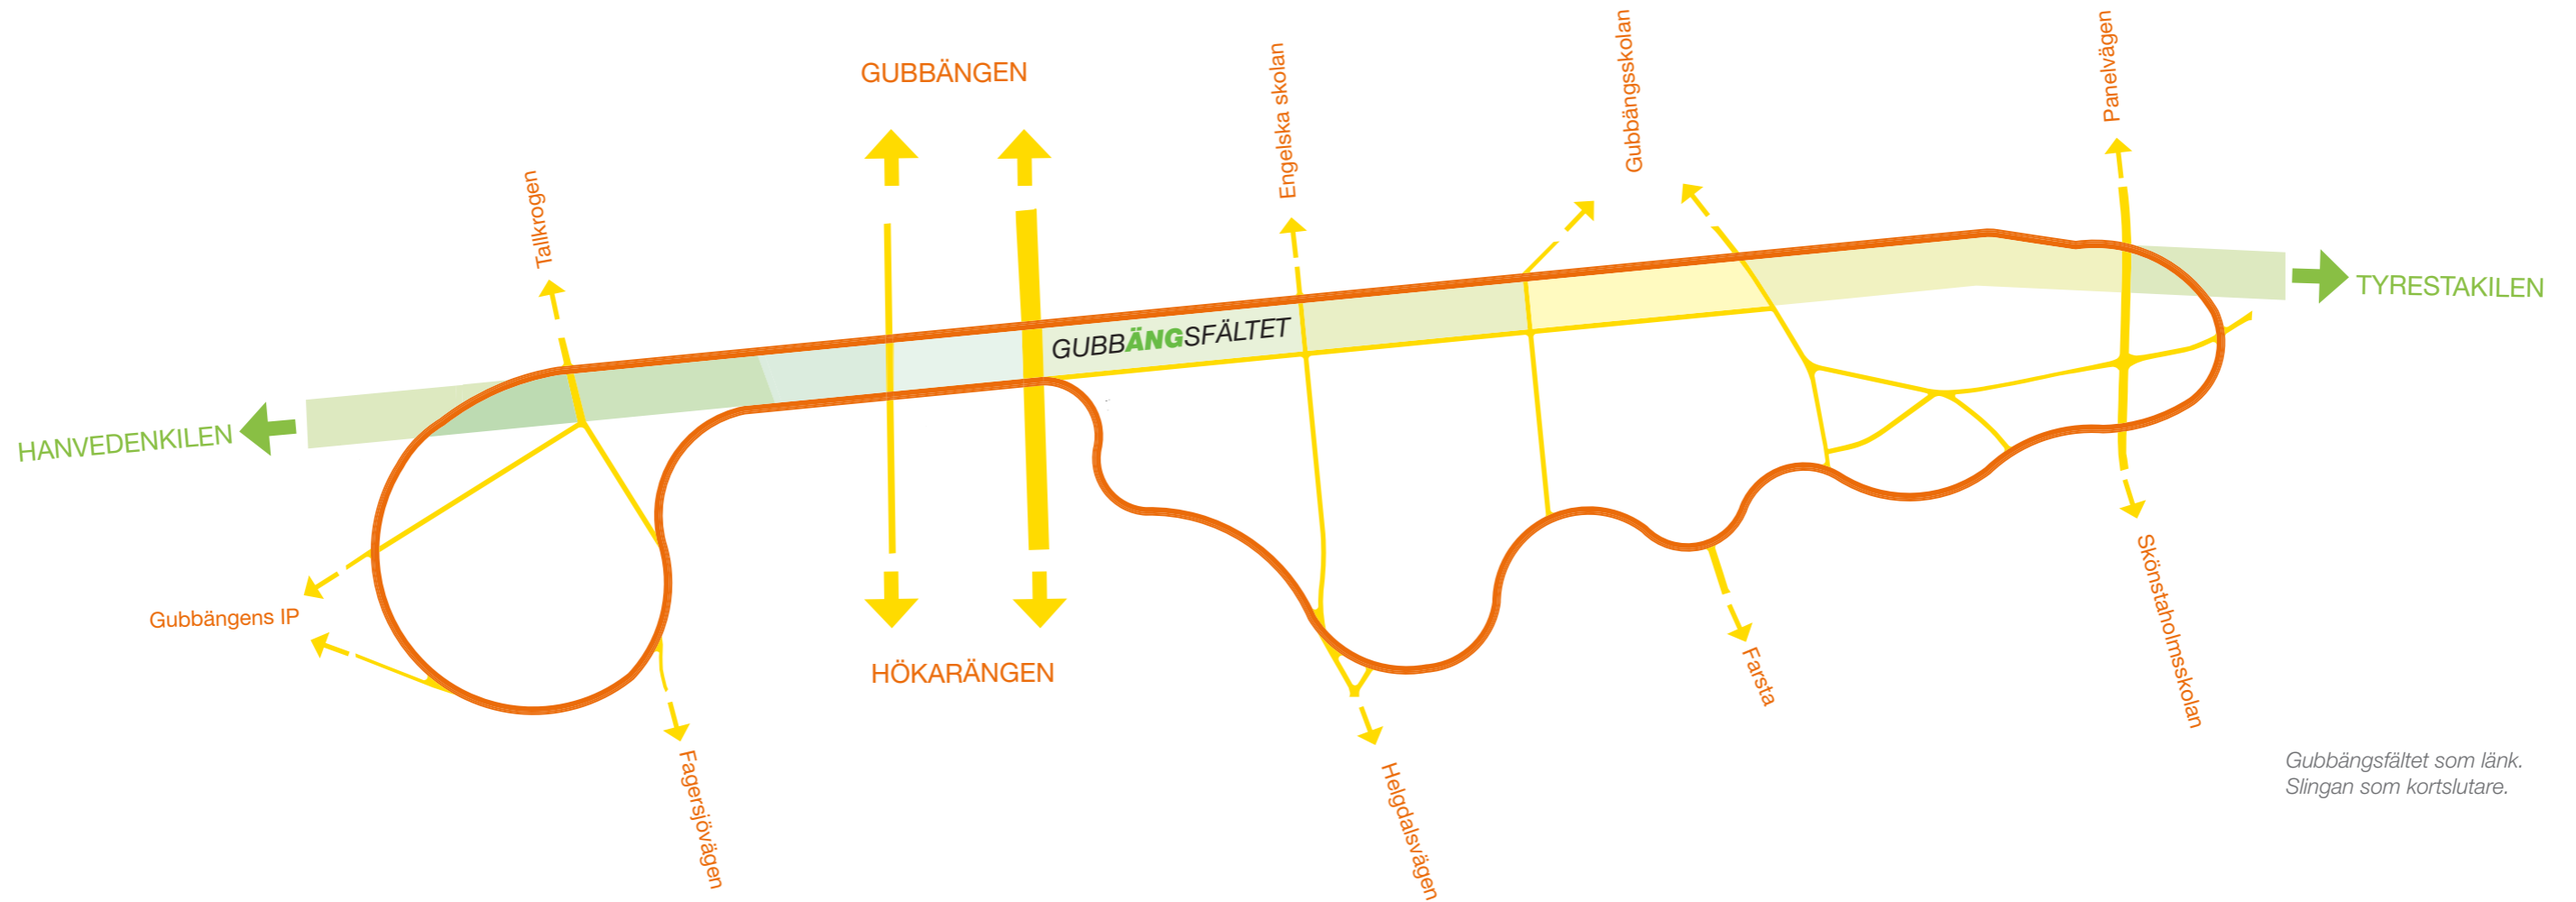 GUBBÄNGEN
Engelska skolan
Gubbängsskolan
Panelvägen
Tallkrogen
TYRESTAKILEN
GUBBÄNGSFÄLTET
HANVEDENKILEN
Gubbängens IP
HÖKARÄNGEN
Farsta
Skönstaholmsskolan
Fagersjövägen
Helgdalsvägen
Gubbängsfältet som länk.
Slingan som kortslutare.